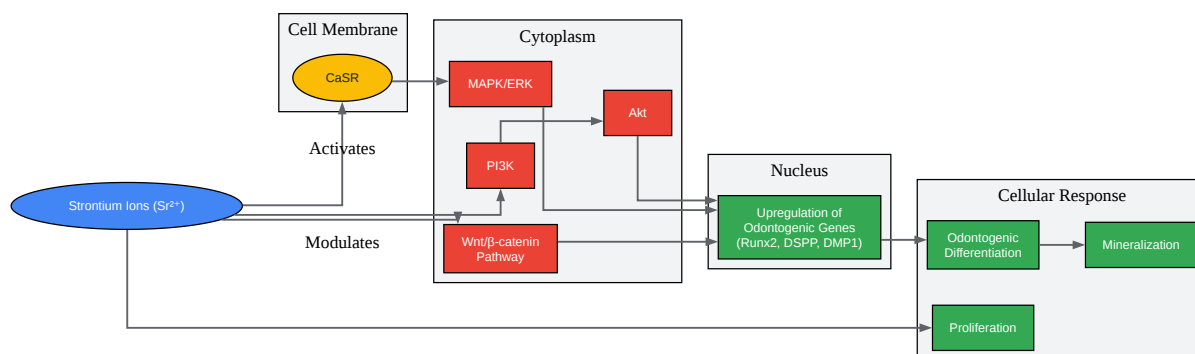 Cell Membrane
CaSR
Cytoplasm
MAPK/ERK
Akt
PI3K
Activates
Strontium Ions (Sr²⁺)
Modulates
Wnt/β-catenin
Pathway
Nucleus
Upregulation of
Odontogenic Genes
(Runx2, DSPP, DMP1)
Cellular Response
Odontogenic
Differentiation
Mineralization
Proliferation